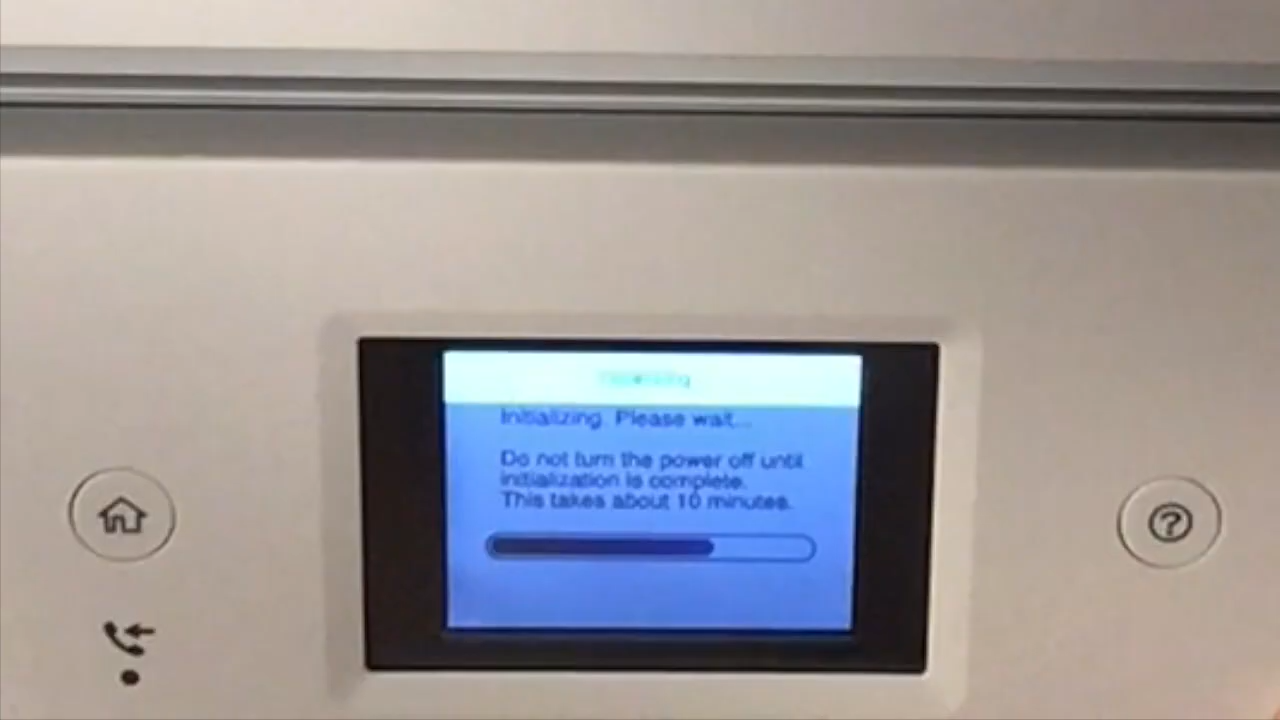 Initializing. Please wait...
Do not turn the power off until
initialization is complete.
This takes about 10 minutes.